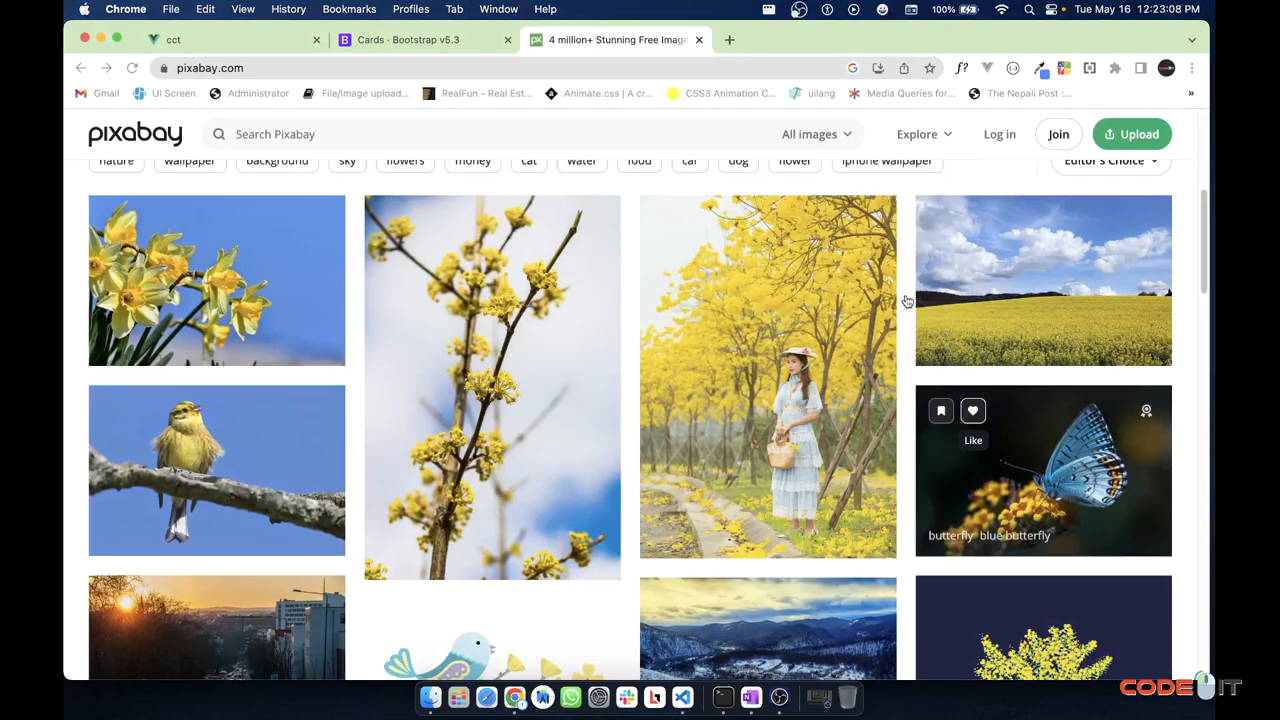 Chrome File Edit View History Bookmarks Profiles Tab Window Help 100% Tue May 16 12:23:08 PM
cct Cards · Bootstrap v5.3 4 million+ Stunning Free Image
pixabay.com f?
Gmail UI Screen Administrator File/Image upload... RealFun - Real Est... Animate.css | A cr... CSS3 Animation C... uilang Media Queries for... The Nepali Post :... »
pixabay Search Pixabay All images Explore Log in Join Upload
nature wallpaper background sky flowers money cat water food car dog flower iphone wallpaper Editor's Choice
Like
butterfly blue butterfly
CODE IT